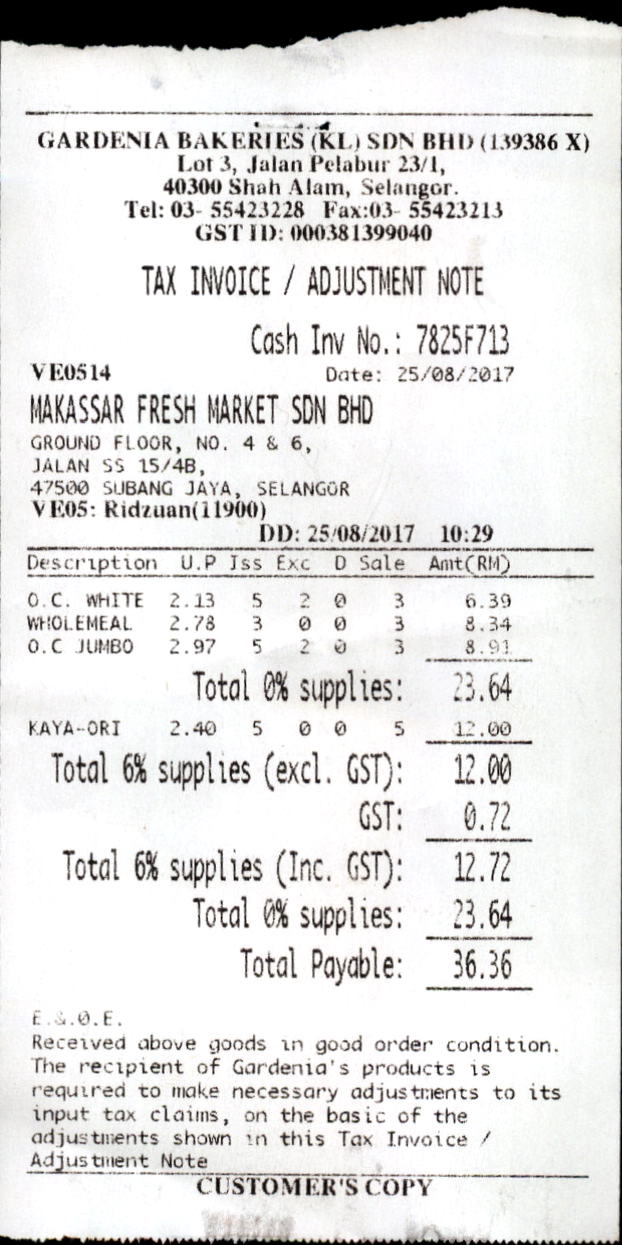 GARDENIA BAKERIES (KL) SDN BHD (139386 X)
Lot 3, Jalan Pelabur 23/1,
40300 Shah Alam, Selangor.
Tel: 03- 55423228 Fax:03- 55423213
GST ID: 000381399040
TAX INVOICE / ADJUSTMENT NOTE
Cash Inv No.: 7825F713
VE0514 Date: 25/08/2017
MAKASSAR FRESH MARKET SDN BHD
GROUND FLOOR, NO. 4 & 6,
JALAN SS 15/4B,
47500 SUBANG JAYA, SELANGOR
VE05: Ridzuan(11900)
DD: 25/08/2017 10:29
Description U.P Iss Exc D Sale Amt(RM)
O.C. WHITE 2.13 5 2 0 3 6.39
WHOLEMEAL 2.78 3 0 0 3 8.34
O.C JUMBO 2.97 5 2 0 3 8.91
Total 0% supplies: 23.64
KAYA-ORI 2.40 5 0 0 5 12.00
Total 6% supplies (excl. GST): 12.00
GST: 0.72
Total 6% supplies (Inc. GST): 12.72
Total 0% supplies: 23.64
Total Payable: 36.36
E.&.O.E.
Received above goods in good order condition.
The recipient of Gardenia's products is
required to make necessary adjustments to its
input tax claims, on the basic of the
adjustments shown in this Tax Invoice /
Adjustment Note
CUSTOMER'S COPY